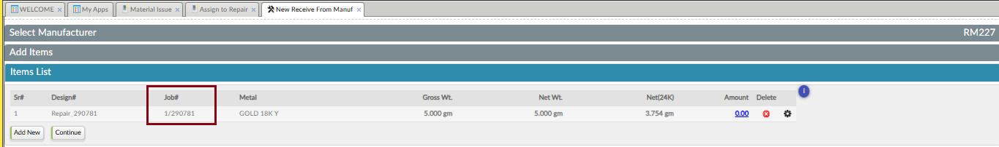 WELCOME × My Apps × Material Issue × Assign to Repair × New Receive From Manuf ×
Select Manufacturer RM227
Add Items
Items List
Sr# Design# Job# Metal Gross Wt. Net Wt. Net(24K) Amount Delete i
1 Repair_290781 1/290781 GOLD 18K Y 5.000 gm 5.000 gm 3.754 gm 0.00
Add New Continue